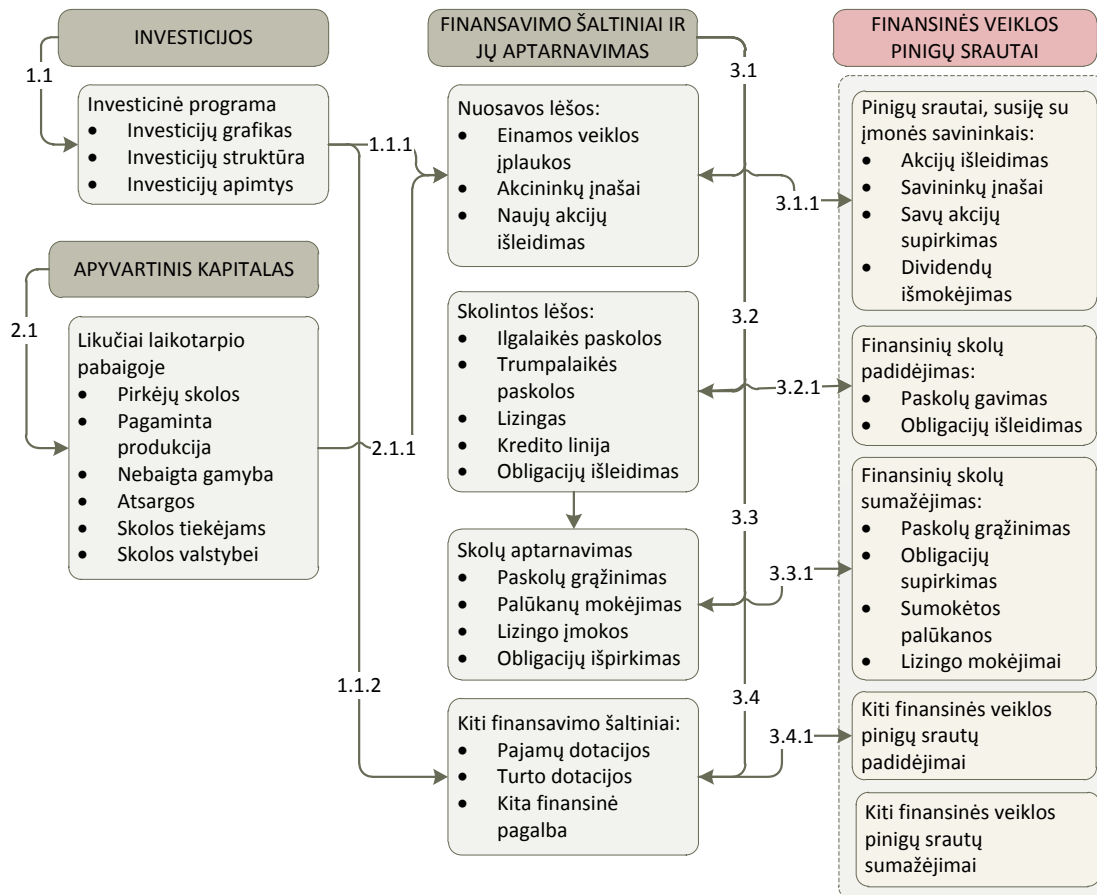 INVESTICIJOS
1.1
Investicinė programa
● Investicijų grafikas
● Investicijų struktūra
● Investicijų apimtys
1.1.1
1.1.2
APYVARTINIS KAPITALAS
2.1
Likučiai laikotarpio
pabaigoje
● Pirkėjų skolos
● Pagaminta
produkcija
● Nebaigta gamyba
● Atsargos
● Skolos tiekėjams
● Skolos valstybei
2.1.1
FINANSAVIMO ŠALTINIAI IR
JŲ APTARNAVIMAS
3.1
Nuosavos lėšos:
● Einamos veiklos
įplaukos
● Akcininkų įnašai
● Naujų akcijų
išleidimas
3.1.1
3.2
Skolintos lėšos:
● Ilgalaikės paskolos
● Trumpalaikės
paskolos
● Lizingas
● Kredito linija
● Obligacijų išleidimas
3.2.1
3.3
Skolų aptarnavimas
● Paskolų grąžinimas
● Palūkanų mokėjimas
● Lizingo įmokos
● Obligacijų išpirkimas
3.3.1
3.4
Kiti finansavimo šaltiniai:
● Pajamų dotacijos
● Turto dotacijos
● Kita finansinė
pagalba
3.4.1
FINANSINĖS VEIKLOS
PINIGŲ SRAUTAI
Pinigų srautai, susiję su
įmonės savininkais:
● Akcijų išleidimas
● Savininkų įnašai
● Savų akcijų
supirkimas
● Dividendų
išmokėjimas
Finansinių skolų
padidėjimas:
● Paskolų gavimas
● Obligacijų išleidimas
Finansinių skolų
sumažėjimas:
● Paskolų grąžinimas
● Obligacijų
supirkimas
● Sumokėtos
palūkanos
● Lizingo mokėjimai
Kiti finansinės veiklos
pinigų srautų
padidėjimai
Kiti finansinės veiklos
pinigų srautų
sumažėjimai